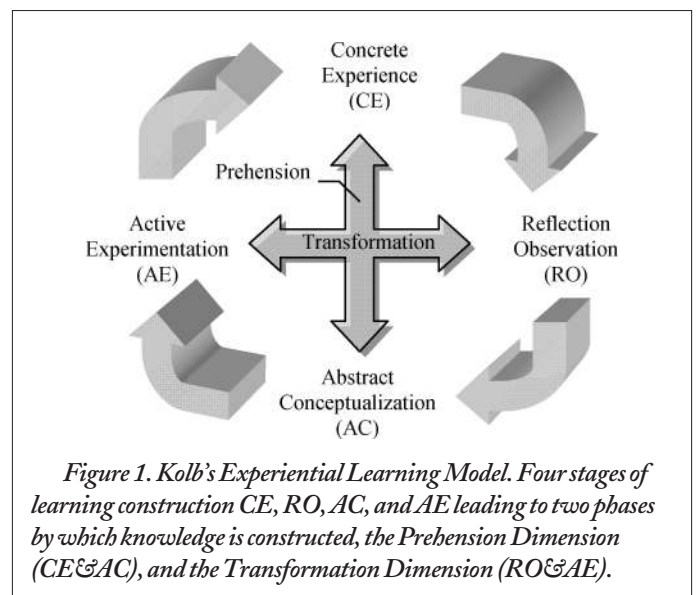 Concrete
Experience
(CE)
Prehension
Active
Experimentation
(AE)
Transformation
Reflection
Observation
(RO)
Abstract
Conceptualization
(AC)
Figure 1. Kolb's Experiential Learning Model. Four stages of
learning construction CE, RO, AC, and AE leading to two phases
by which knowledge is constructed, the Prehension Dimension
(CE&AC), and the Transformation Dimension (RO&AE).